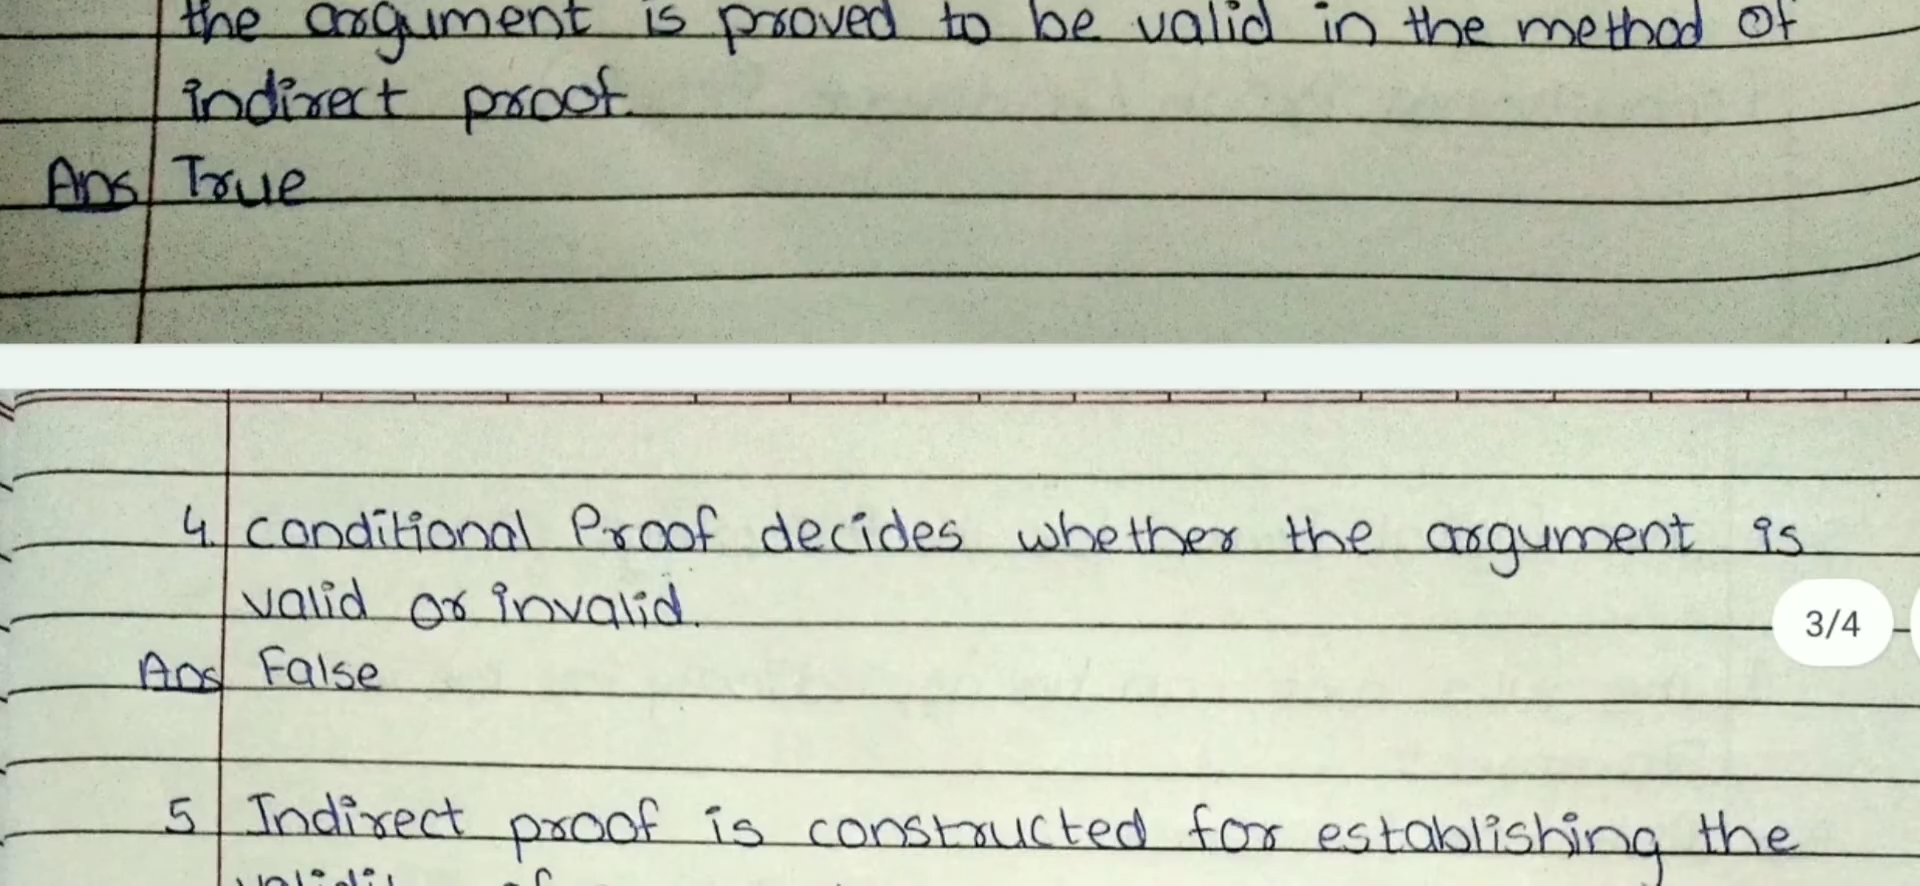 the argument is proved to be valid in the method of
indirect proof.
Ans True
4. conditional Proof decides whether the argument is
valid or invalid.
3/4
Ans False
5 Indirect proof is constructed for establishing the